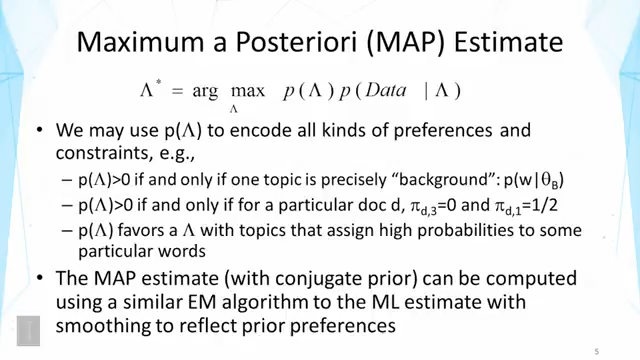 Maximum a Posteriori (MAP) Estimate
Λ* = arg max p(Λ) p(Data | Λ)
Λ
• We may use p(Λ) to encode all kinds of preferences and
constraints, e.g.,
– p(Λ)>0 if and only if one topic is precisely “background”: p(w|θB)
– p(Λ)>0 if and only if for a particular doc d, πd,3=0 and πd,1=1/2
– p(Λ) favors a Λ with topics that assign high probabilities to some
particular words
• The MAP estimate (with conjugate prior) can be computed
using a similar EM algorithm to the ML estimate with
smoothing to reflect prior preferences
5